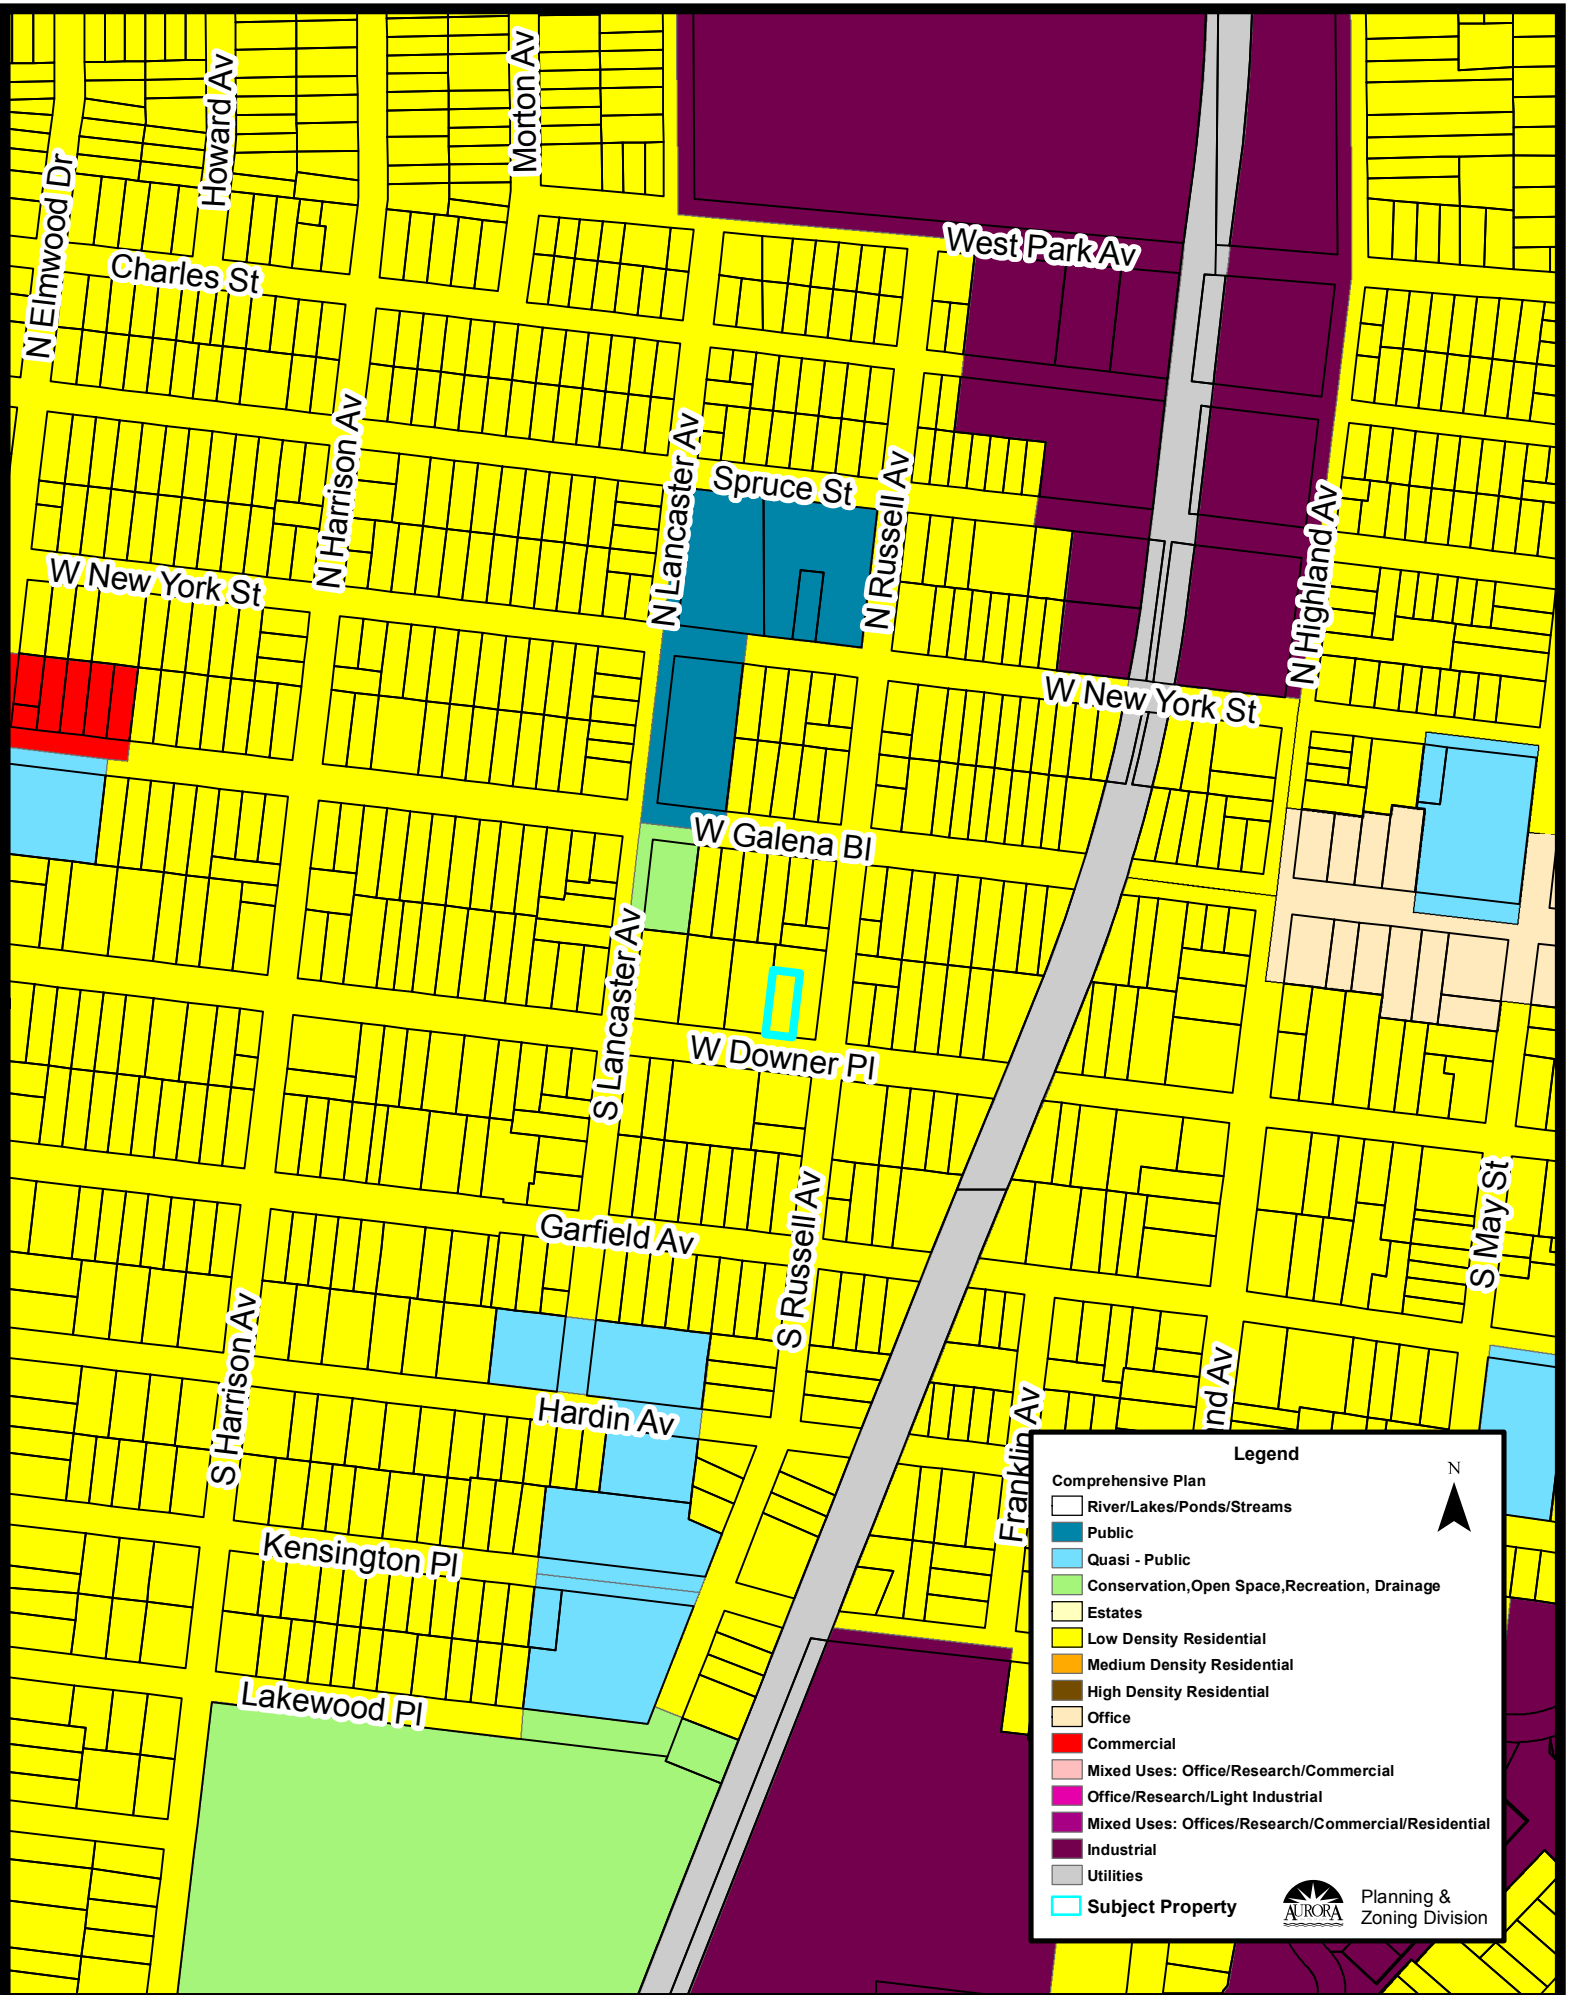 Howard Av
Morton Av
N Elmwood Dr
Charles St
West Park Av
N Harrison Av
N Lancaster Av
Spruce St
N Russell Av
N Highland Av
W New York St
W New York St
W Galena Bl
S Lancaster Av
W Downer Pl
S Russell Av
S May St
Garfield Av
S Harrison Av
Hardin Av
Franklin Av
and Av
Kensington Pl
Lakewood Pl
Legend
N
Comprehensive Plan
River/Lakes/Ponds/Streams
Public
Quasi - Public
Conservation,Open Space,Recreation, Drainage
Estates
Low Density Residential
Medium Density Residential
High Density Residential
Office
Commercial
Mixed Uses: Office/Research/Commercial
Office/Research/Light Industrial
Mixed Uses: Offices/Research/Commercial/Residential
Industrial
Utilities
Subject Property
AURORA
Planning &
Zoning Division